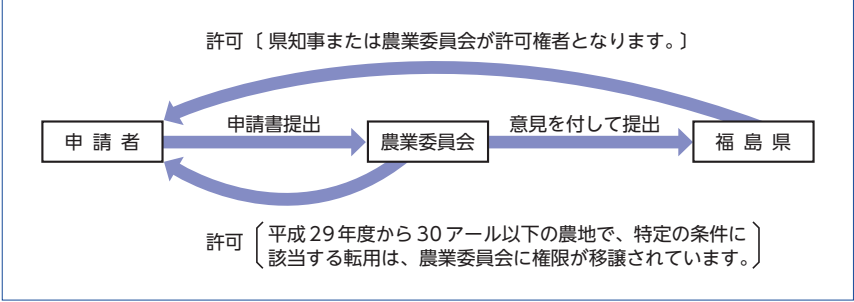 許可〔県知事または農業委員会が許可権者となります。〕
申請者
申請書提出
農業委員会
意見を付して提出
福島県
許可
平成29年度から30アール以下の農地で、特定の条件に
該当する転用は、農業委員会に権限が移譲されています。